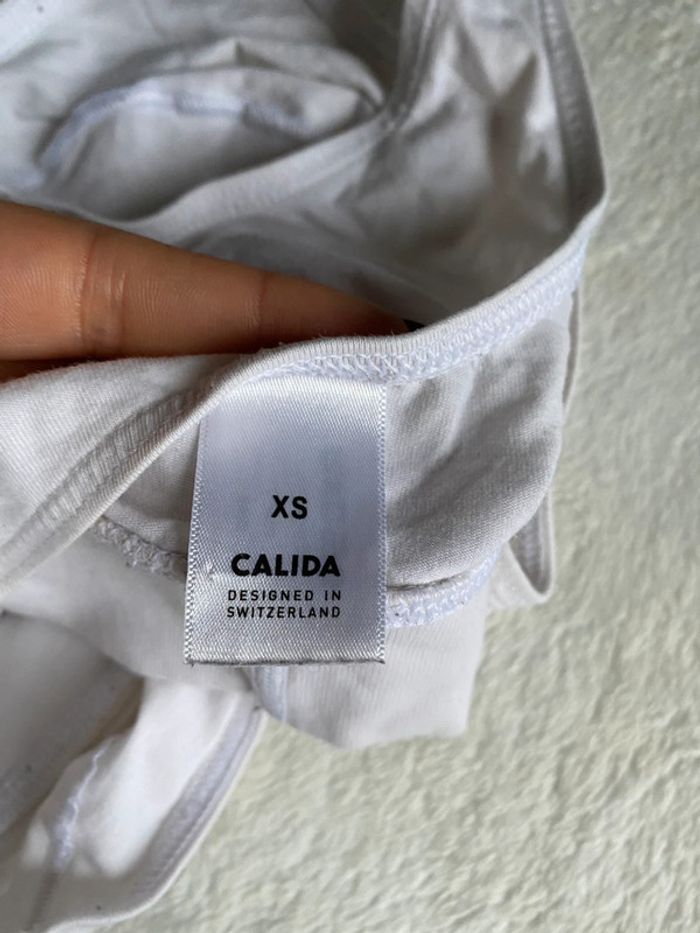 XS
CALIDA
DESIGNED IN
SWITZERLAND